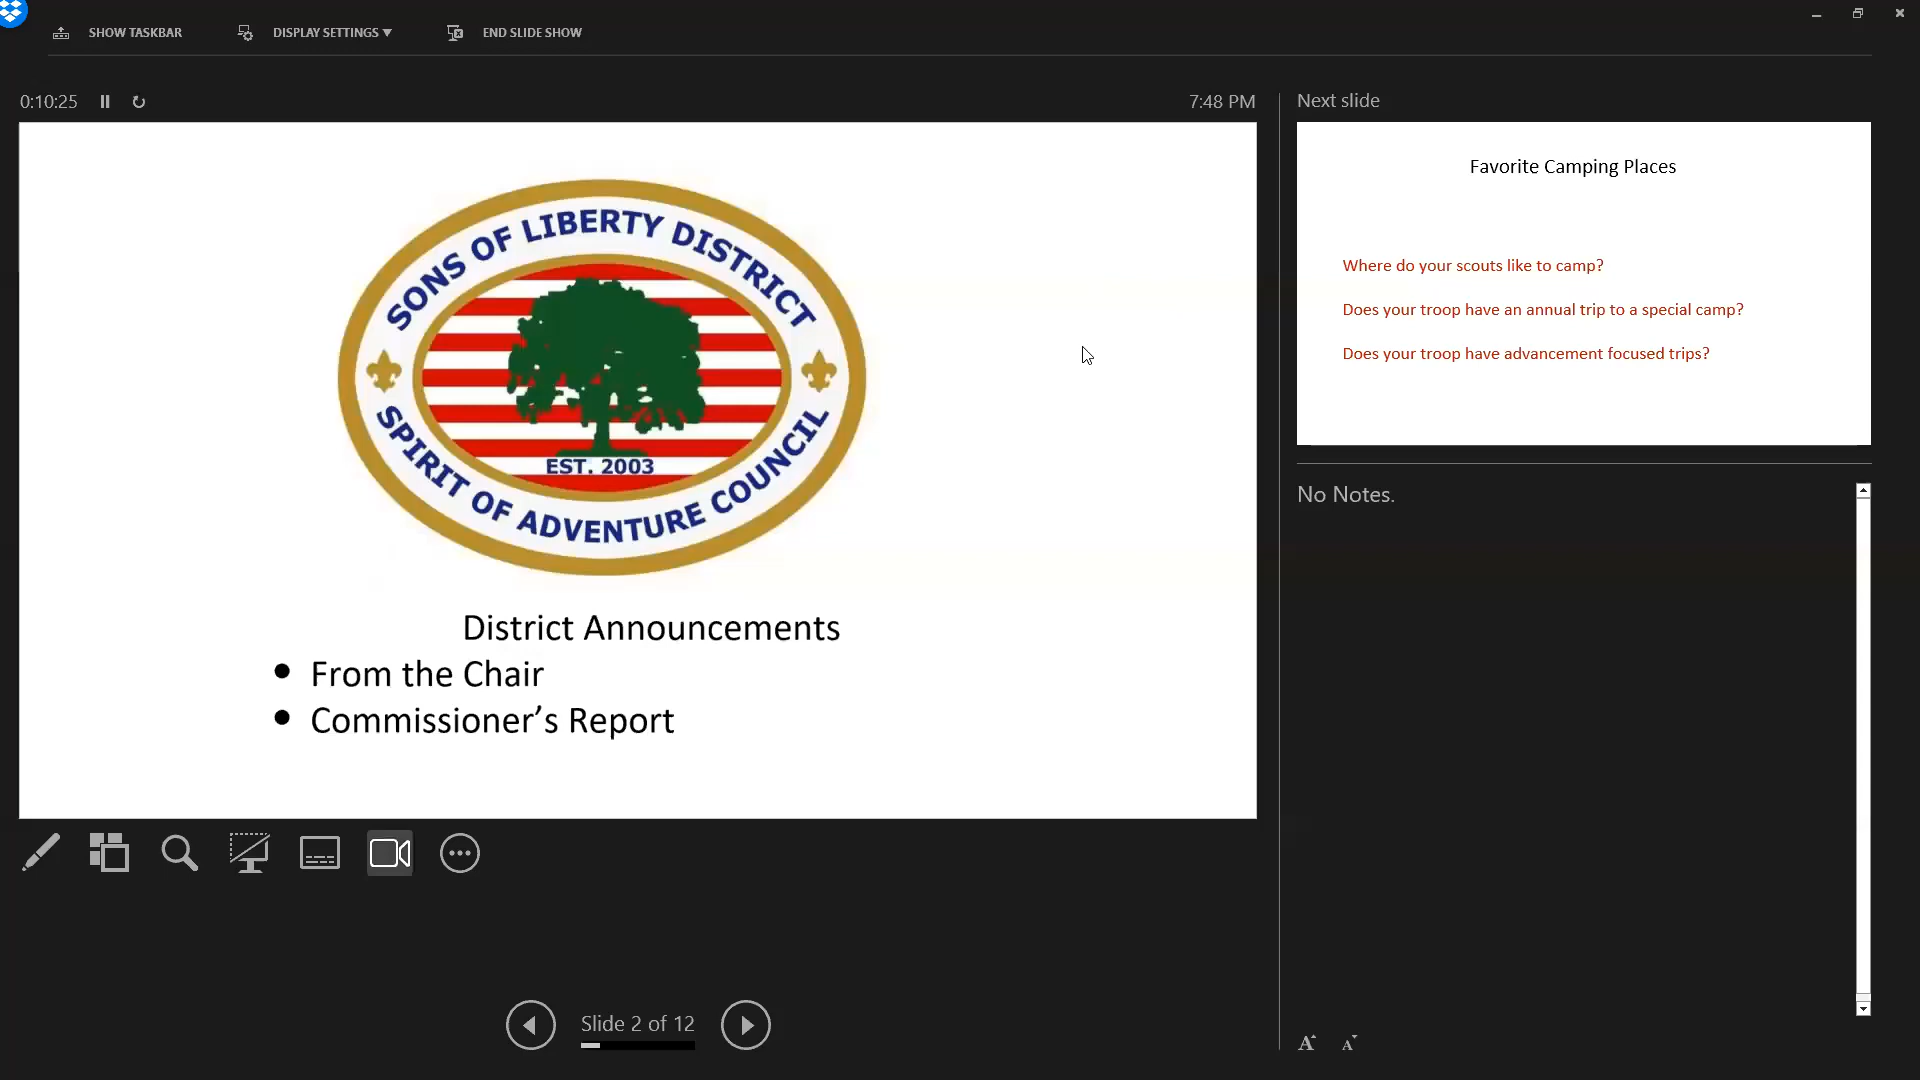 SHOW TASKBAR
DISPLAY SETTINGS
END SLIDE SHOW
0:10:25
7:48 PM
SONS OF LIBERTY DISTRICT
EST. 2003
SPIRIT OF ADVENTURE COUNCIL
District Announcements
• From the Chair
• Commissioner’s Report
Slide 2 of 12
Next slide
Favorite Camping Places
Where do your scouts like to camp?
Does your troop have an annual trip to a special camp?
Does your troop have advancement focused trips?
No Notes.
A A